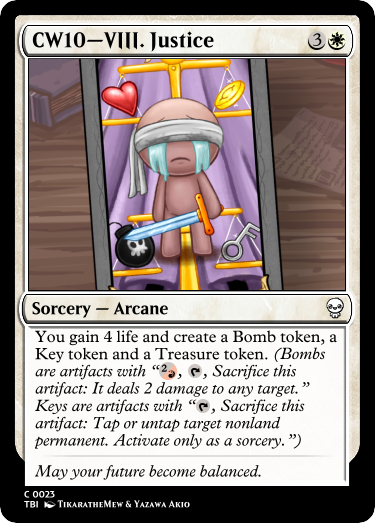 CW10—VIII. Justice 3
Sorcery — Arcane
You gain 4 life and create a Bomb token, a
Key token and a Treasure token. (Bombs
are artifacts with “2, , Sacrifice this
artifact: It deals 2 damage to any target.”
Keys are artifacts with “, Sacrifice this
artifact: Tap or untap target nonland
permanent. Activate only as a sorcery.”)
May your future become balanced.
C 0023
TBI TikaratheMew & Yazawa Akio